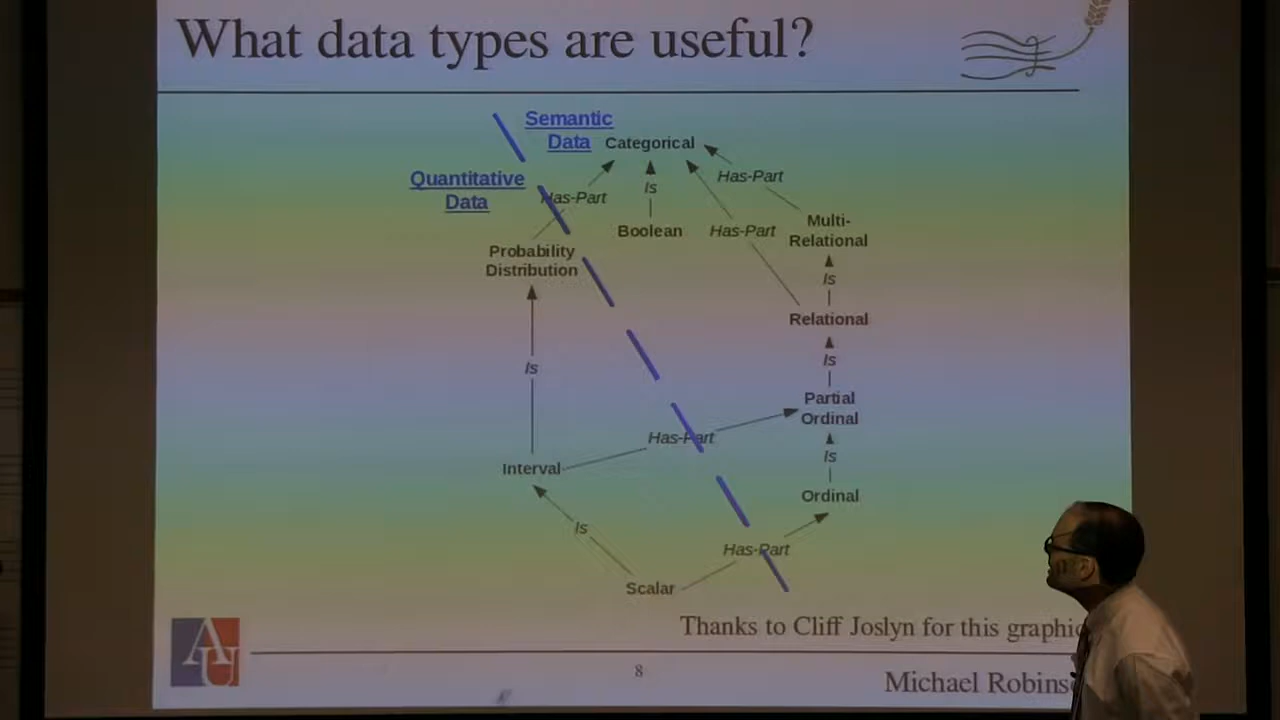 What data types are useful?
Semantic
Data
Categorical
Quantitative
Data
Has-Part
Is
Has-Part
Boolean
Has-Part
Multi-
Relational
Probability
Distribution
Is
Relational
Is
Is
Partial
Ordinal
Has-Part
Is
Interval
Ordinal
Is
Has-Part
Scalar
Thanks to Cliff Joslyn for this graphic
AU
8
Michael Robins